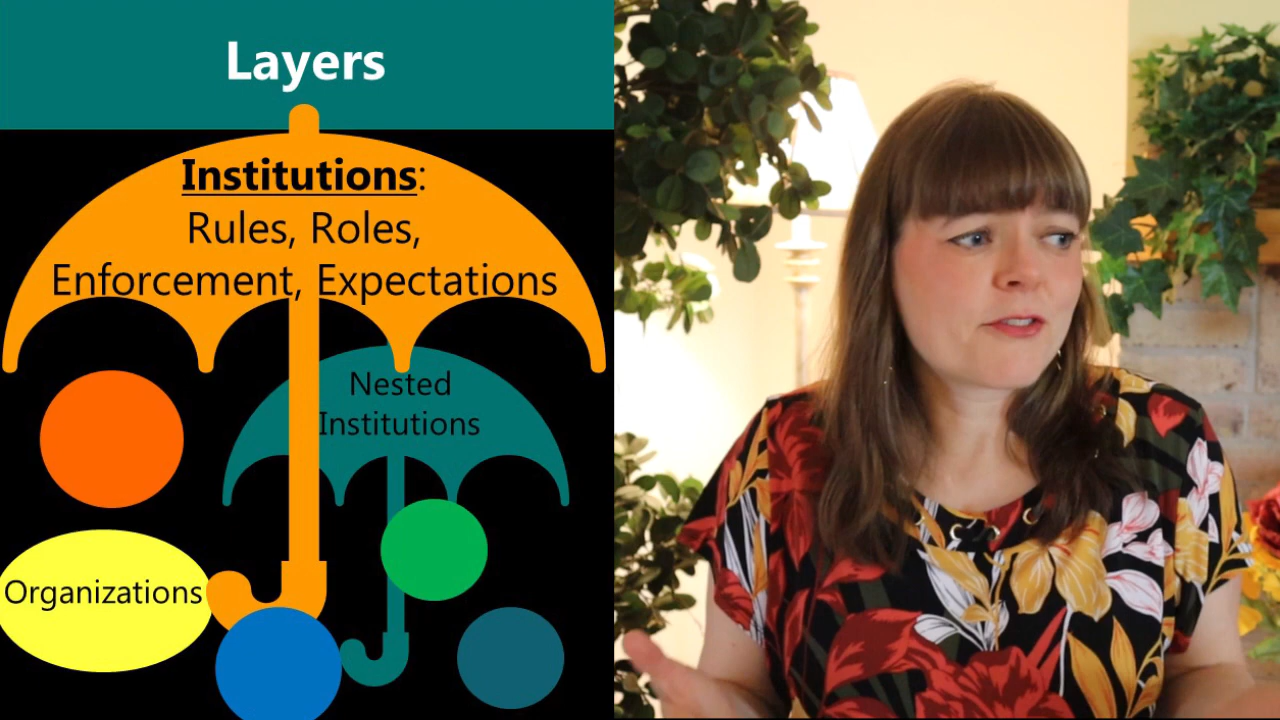 Layers
Institutions:
Rules, Roles,
Enforcement, Expectations
Nested
Institutions
Organizations